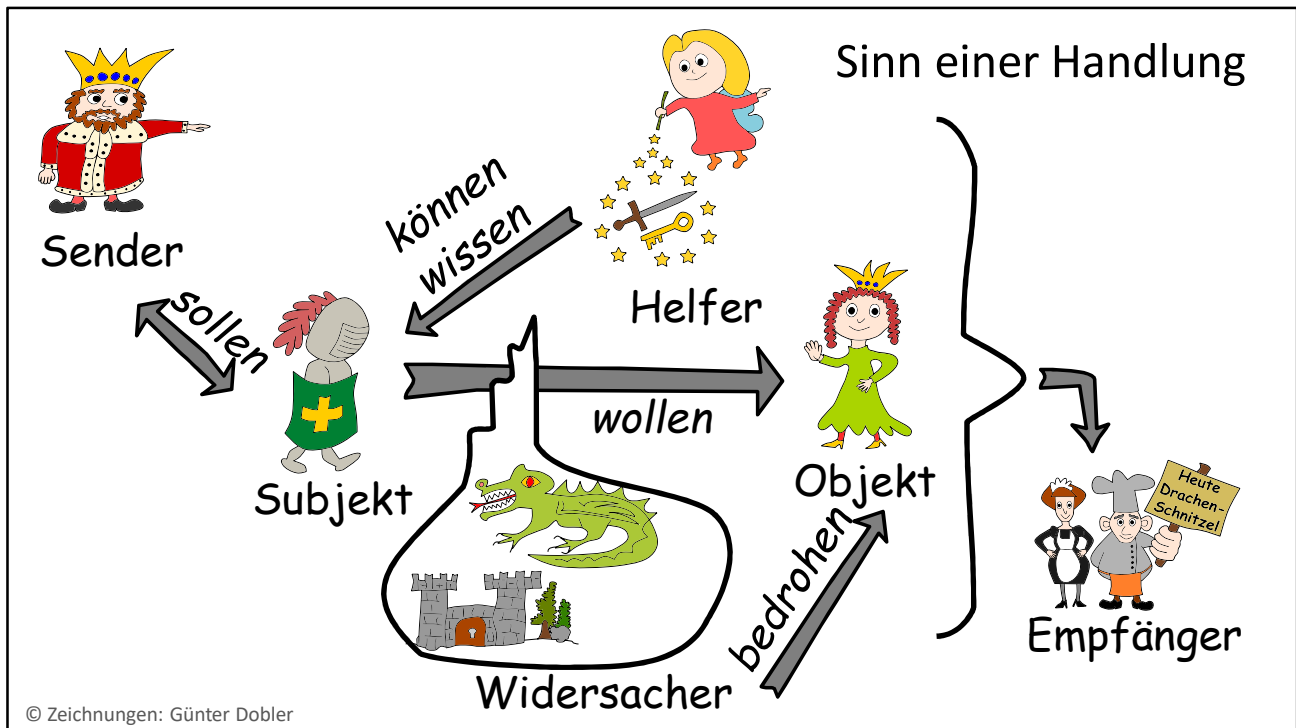 Sinn einer Handlung
Sender
sollen
können
wissen
Helfer
Subjekt
wollen
Objekt
Widersacher
bedrohen
Heute
Drachen-
Schnitzel
Empfänger
© Zeichnungen: Günter Dobler